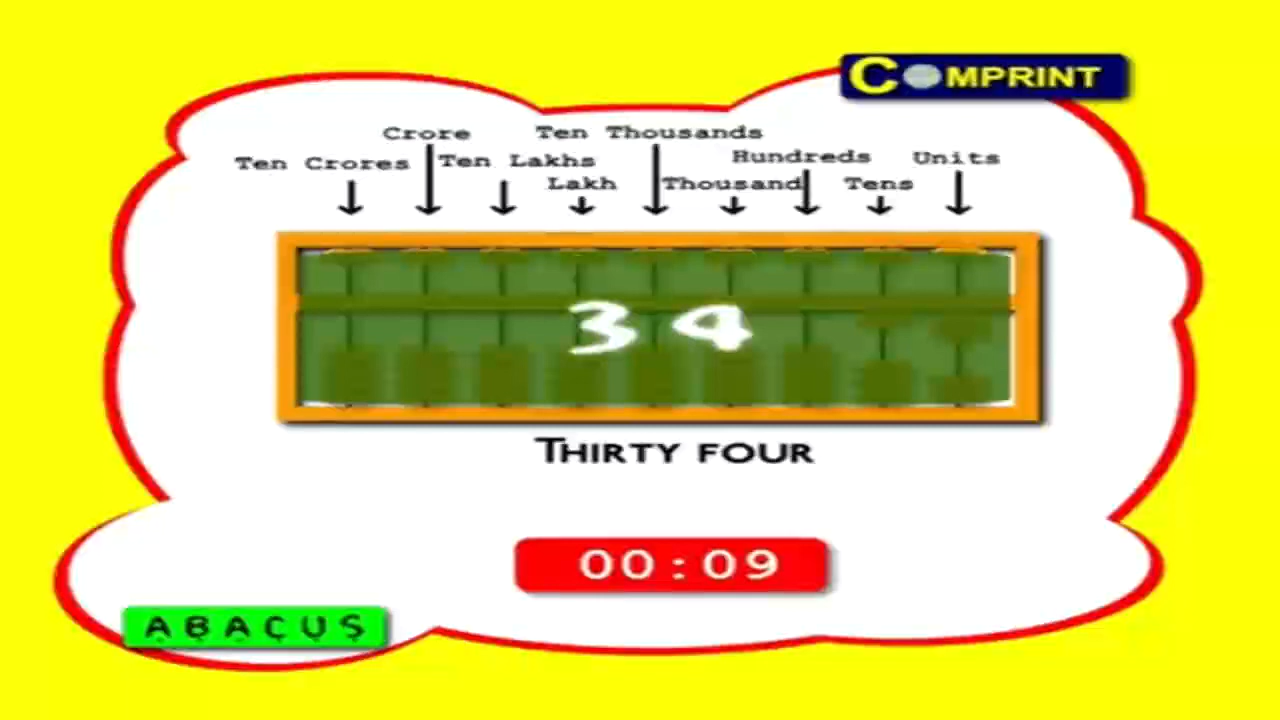 COMPRINT
Crore Ten Thousands
Ten Crores Ten Lakhs Hundreds Units
Lakh Thousand Tens
34
THIRTY FOUR
00:09
ABACUS